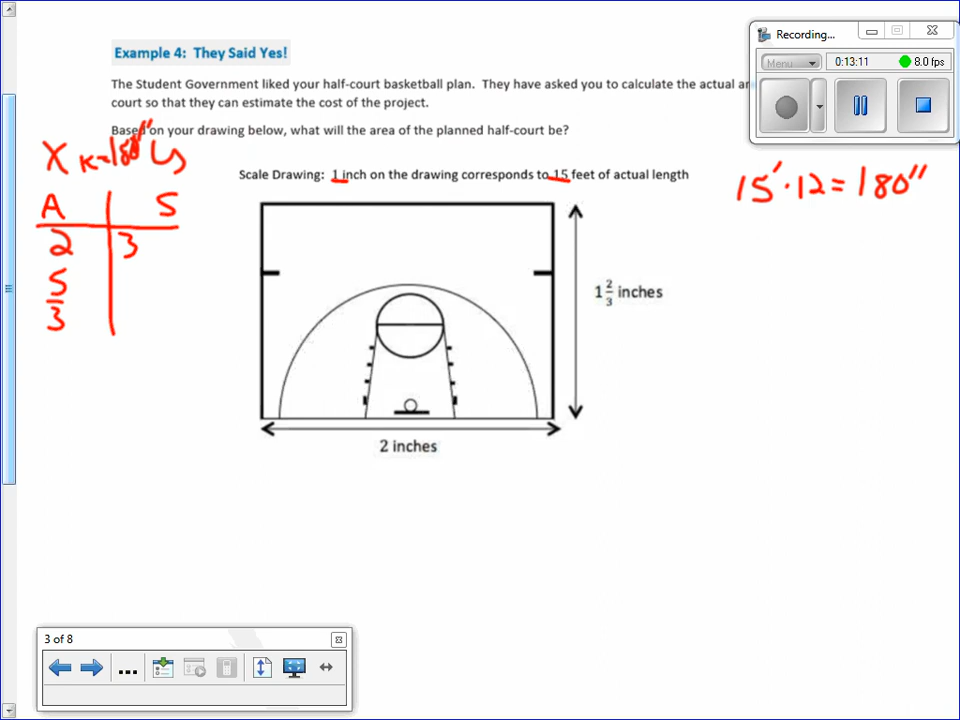 Example 4: They Said Yes!
Recording...
Menu
0:13:11
8.0 fps
The Student Government liked your half-court basketball plan. They have asked you to calculate the actual
court so that they can estimate the cost of the project.
Based on your drawing below, what will the area of the planned half-court be?
X K=180" y
Scale Drawing: 1 inch on the drawing corresponds to 15 feet of actual length
15' · 12 = 180"
A S
2 3
5
3
1 2/3 inches
2 inches
3 of 8